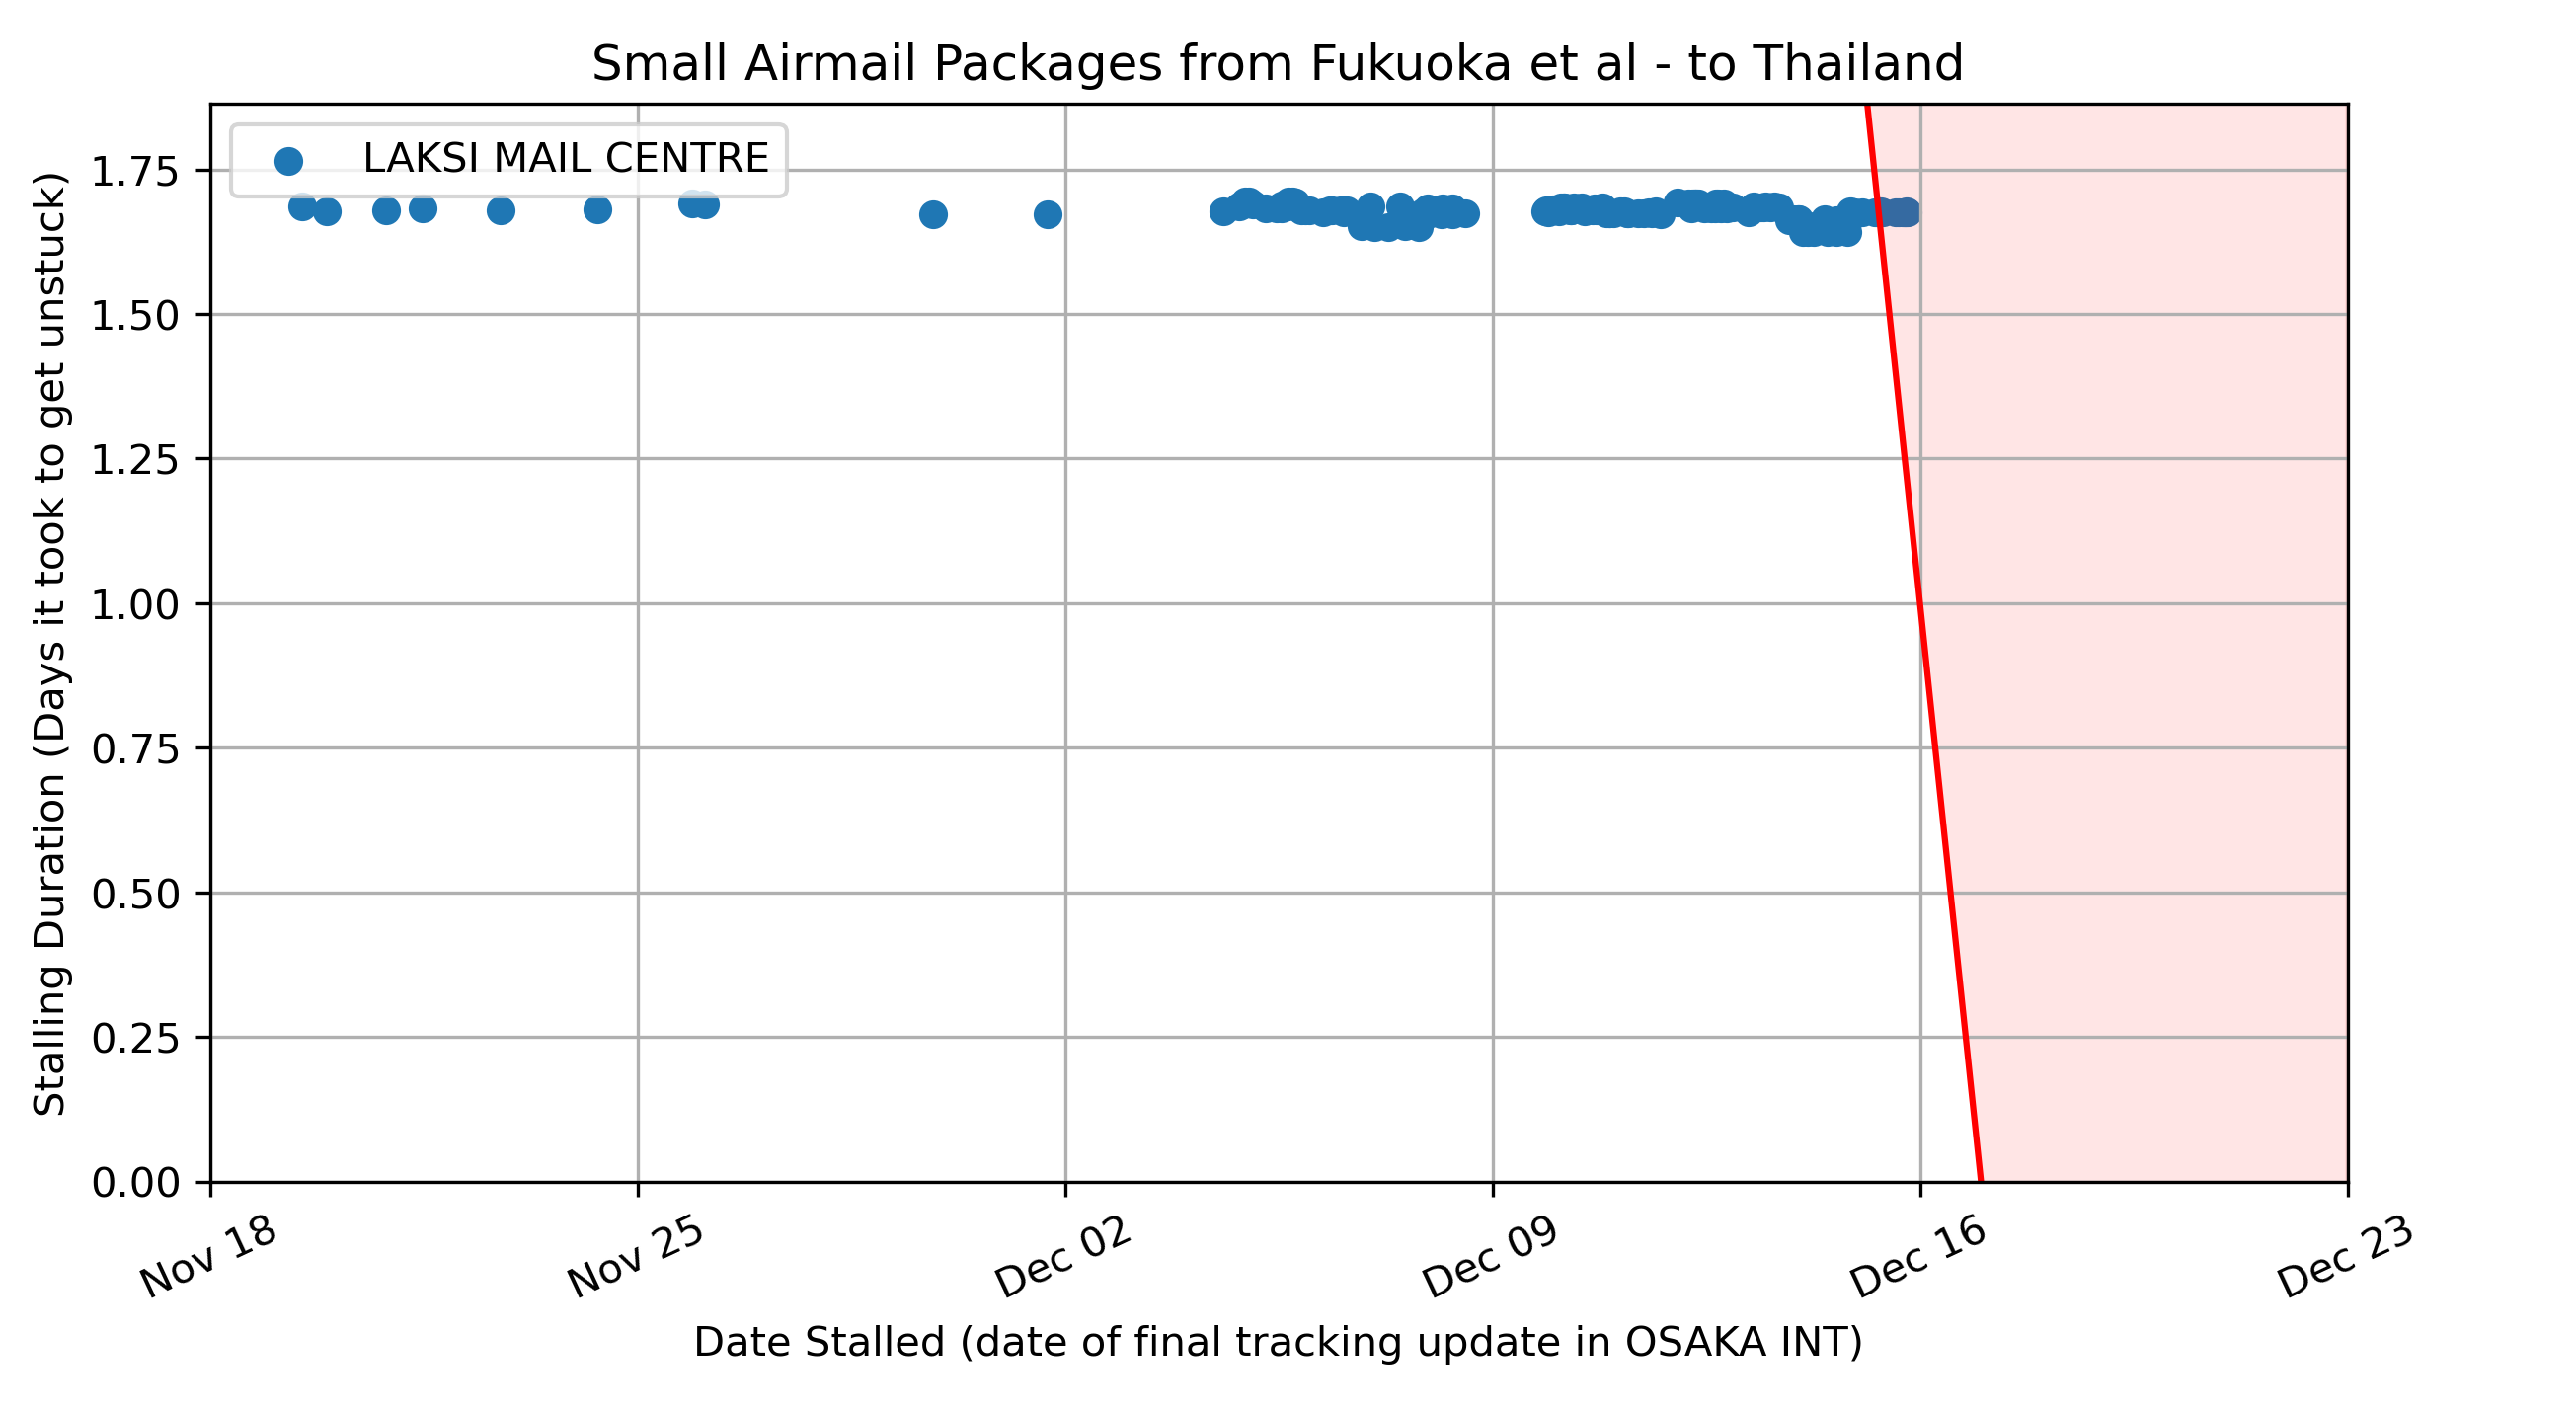 Small Airmail Packages from Fukuoka et al - to Thailand
LAKSI MAIL CENTRE
Stalling Duration (Days it took to get unstuck)
1.75
1.50
1.25
1.00
0.75
0.50
0.25
0.00
Nov 18
Nov 25
Dec 02
Dec 09
Dec 16
Dec 23
Date Stalled (date of final tracking update in OSAKA INT)